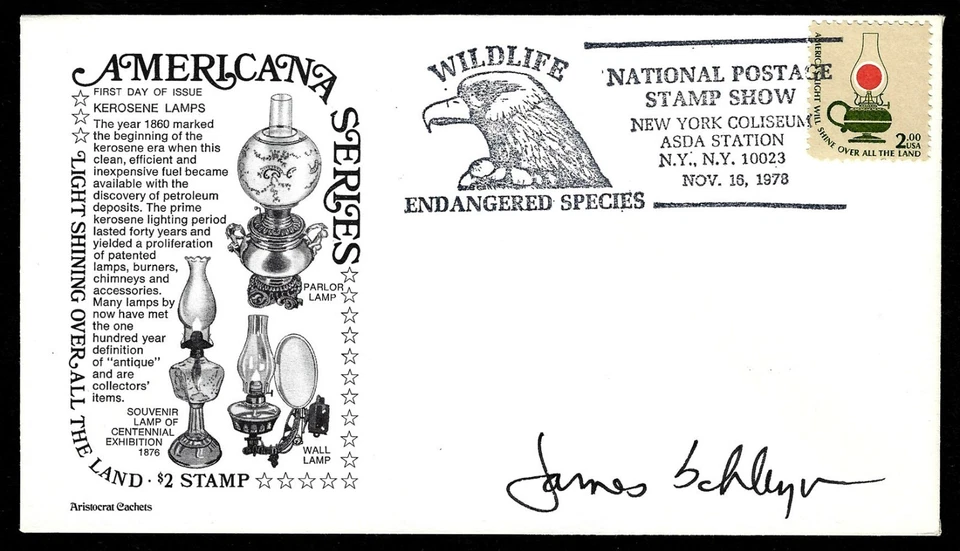 AMERICANA SERIES
FIRST DAY OF ISSUE
KEROSENE LAMPS
The year 1860 marked
the beginning of the
kerosene era when this
clean, efficient and
inexpensive fuel became
available with the
discovery of petroleum
deposits. The prime
kerosene lighting period
lasted forty years and
yielded a proliferation
of patented
lamps, burners,
chimneys and
accessories.
Many lamps by
now have met
the one
hundred year
definition
of "antique"
and are
collectors'
items.
PARLOR
LAMP
SOUVENIR
LAMP OF
CENTENNIAL
EXHIBITION
1876
WALL
LAMP
LIGHT SHINING OVER ALL THE LAND · $2 STAMP
Aristocrat Cachets
WILDLIFE
ENDANGERED SPECIES
NATIONAL POSTAGE
STAMP SHOW
NEW YORK COLISEUM
ASDA STATION
N.Y., N.Y. 10023
NOV. 16, 1978
AMERICA'S LIGHT WILL SHINE OVER ALL THE LAND
2.00
USA
James Schleyer